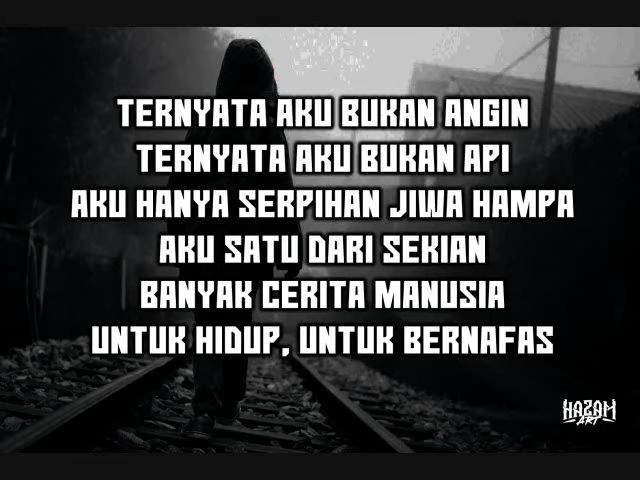 TERNYATA AKU BUKAN ANGIN
TERNYATA AKU BUKAN API
AKU HANYA SERPIHAN JIWA HAMPA
AKU SATU DARI SEKIAN
BANYAK CERITA MANUSIA
UNTUK HIDUP, UNTUK BERNAFAS
HAZAM
ART